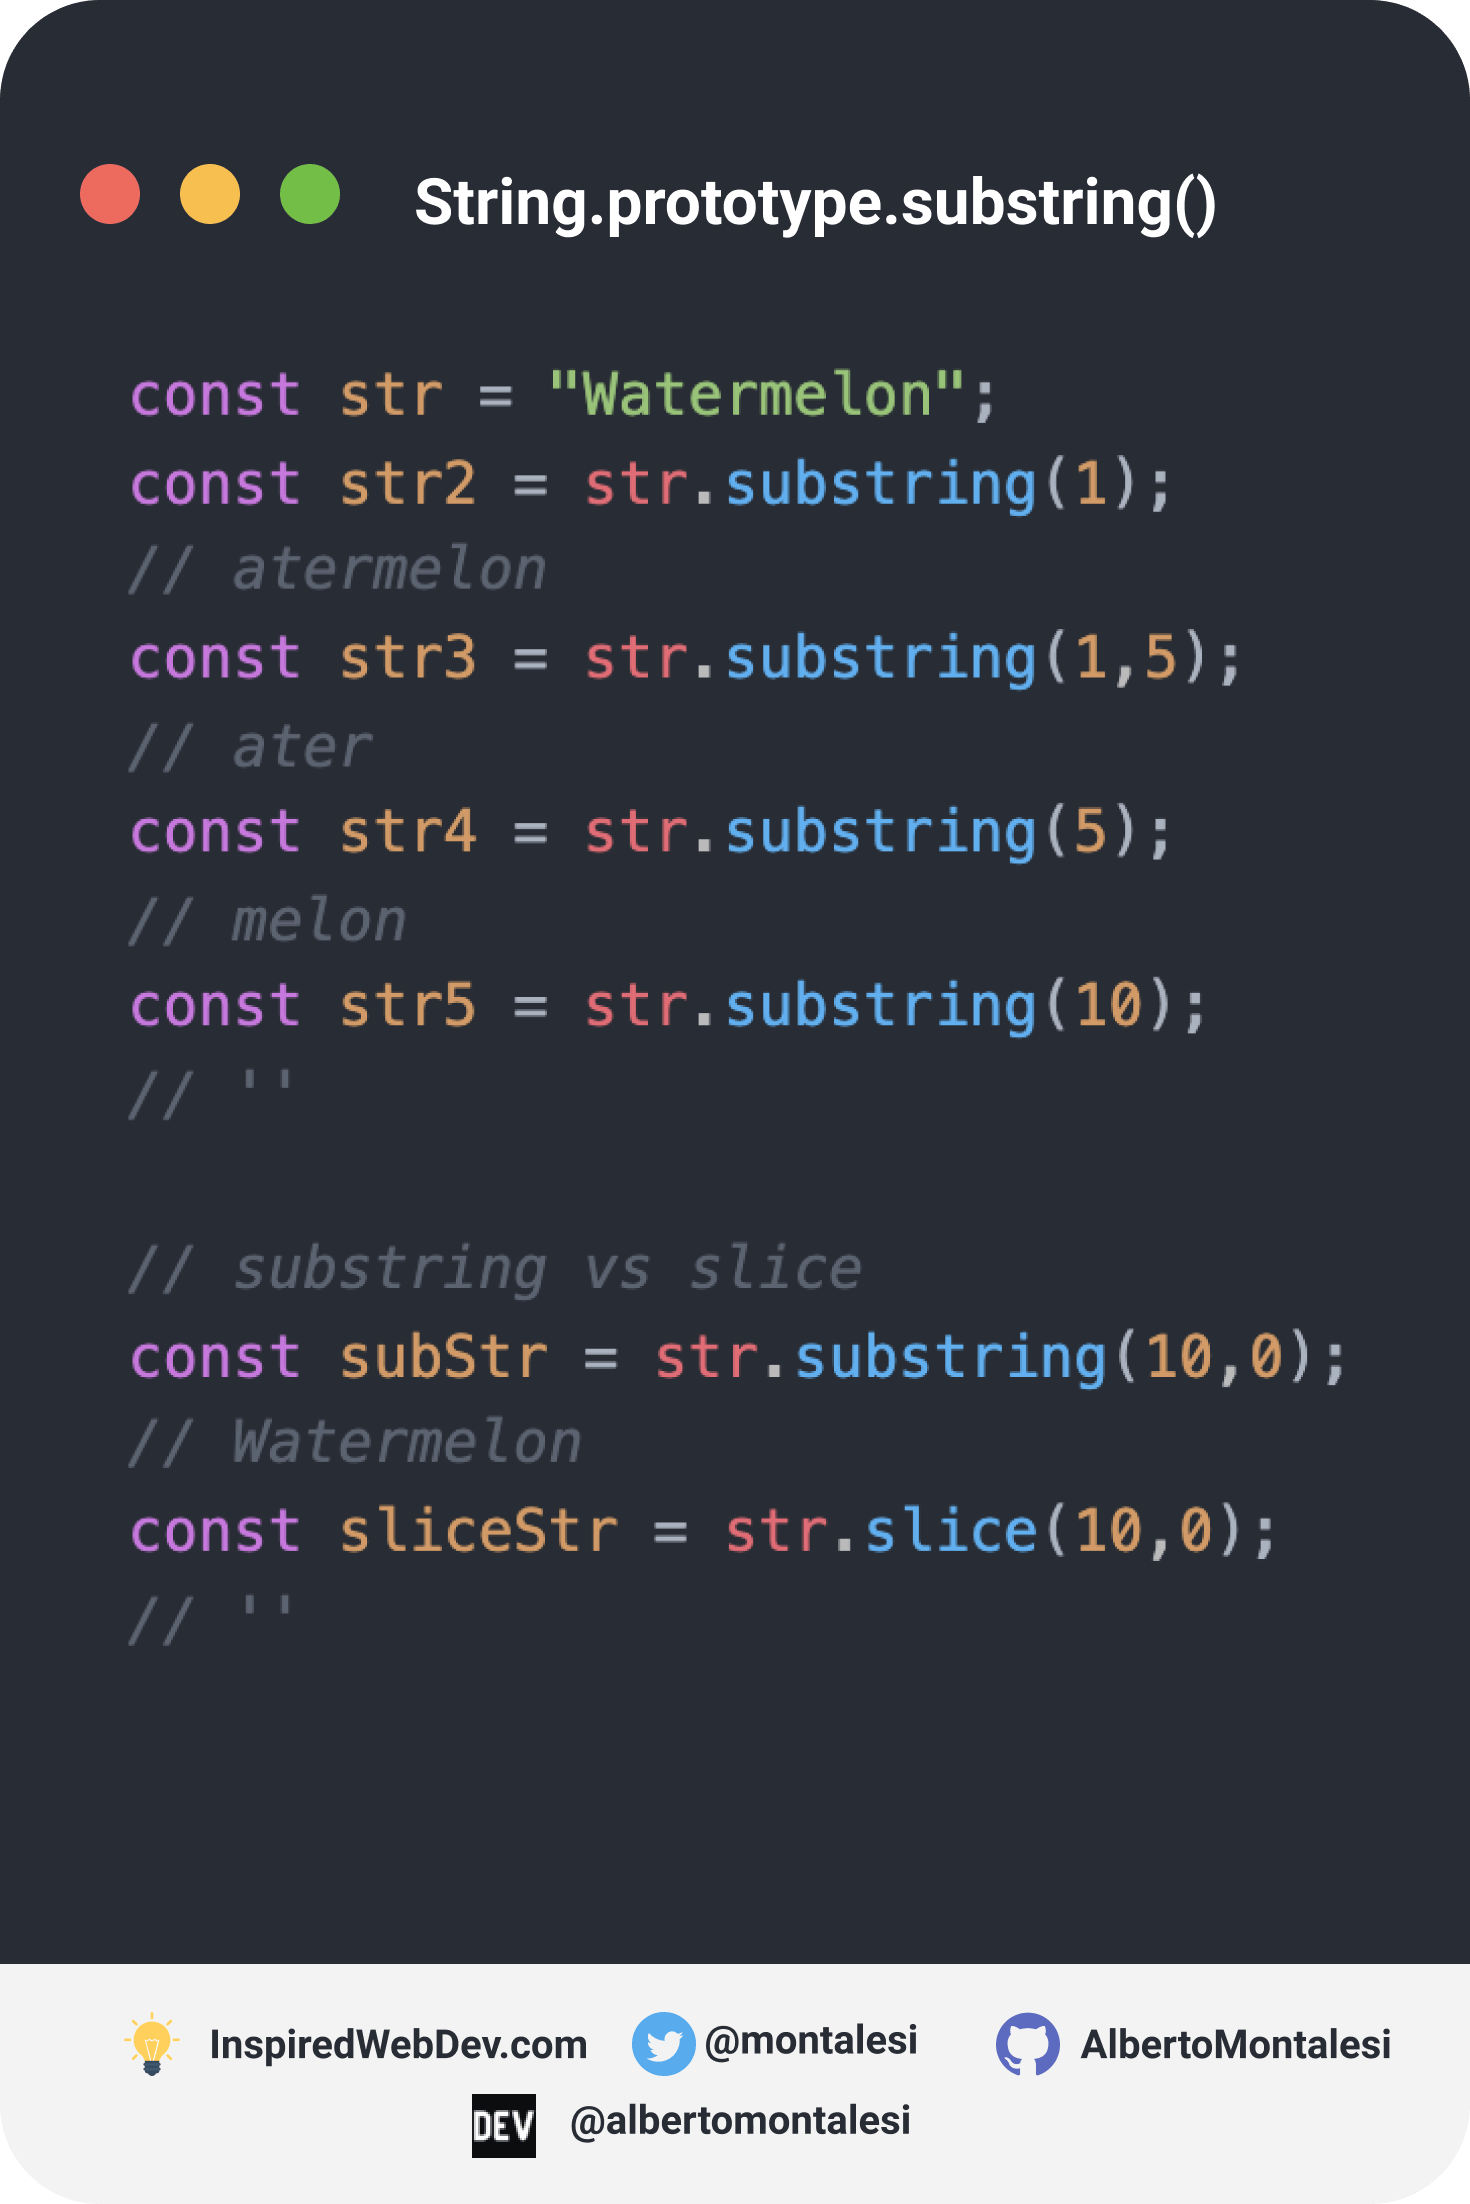 String.prototype.substring()
const str = "Watermelon";
const str2 = str.substring(1);
// atermelon
const str3 = str.substring(1,5);
// ater
const str4 = str.substring(5);
// melon
const str5 = str.substring(10);
// ''
// substring vs slice
const subStr = str.substring(10,0);
// Watermelon
const sliceStr = str.slice(10,0);
// ''
InspiredWebDev.com @montalesi AlbertoMontalesi
DEV @albertomontalesi